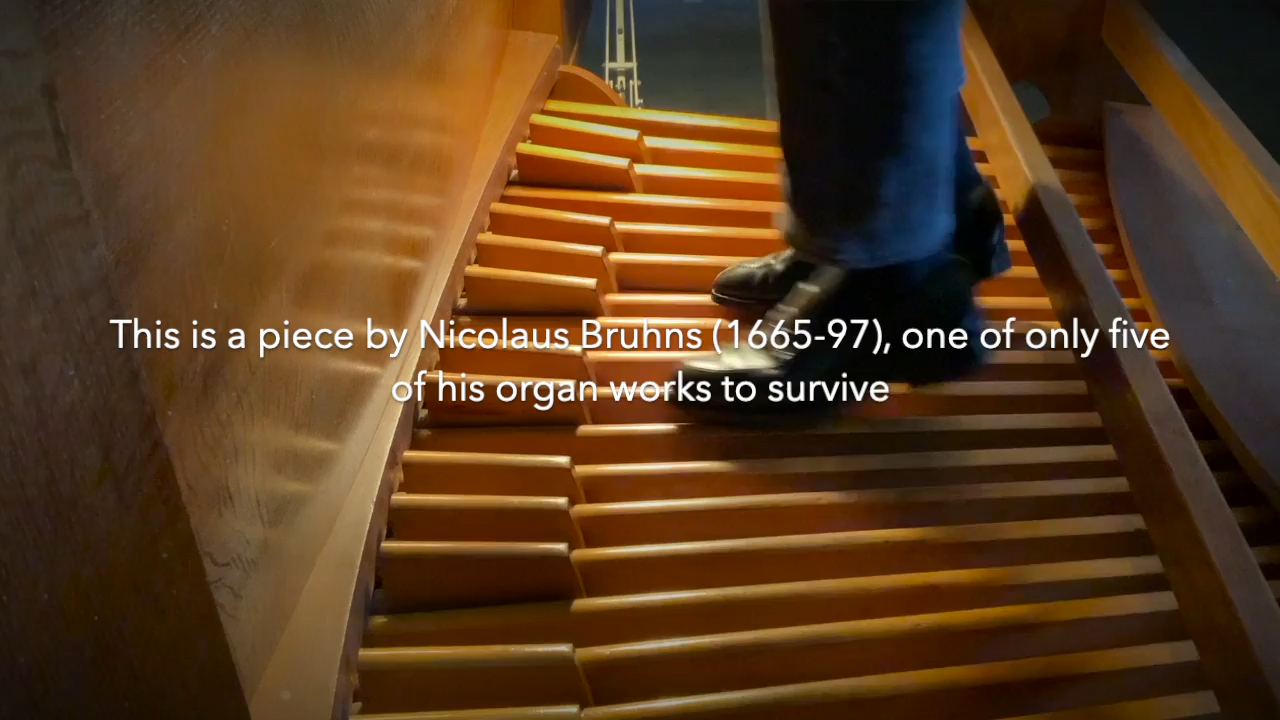 This is a piece by Nicolaus Bruhns (1665-97), one of only five
of his organ works to survive